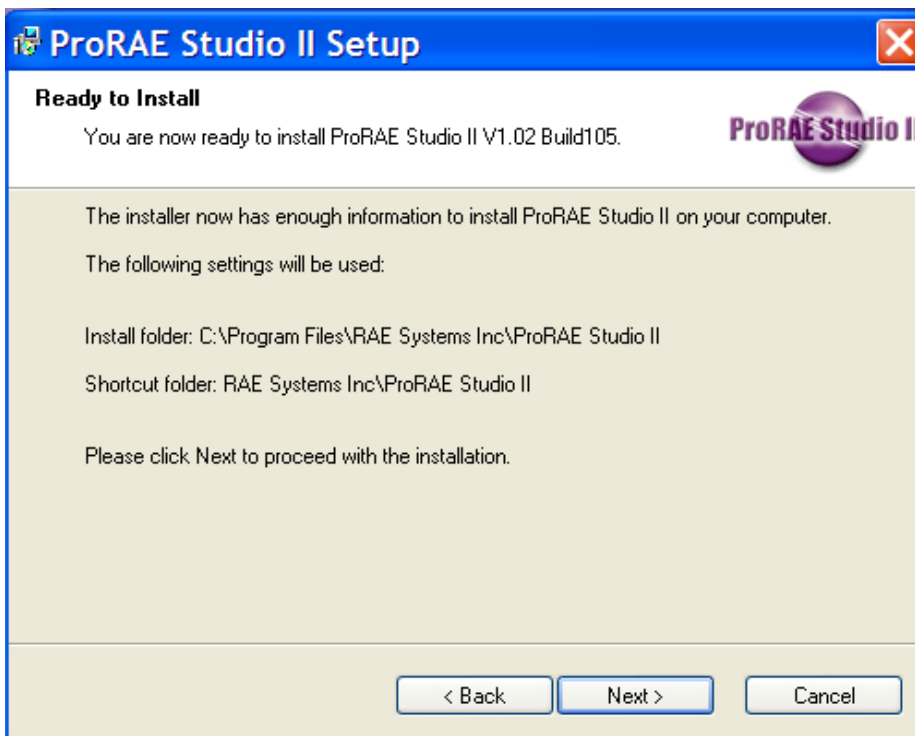 ProRAE Studio II Setup
Ready to Install
You are now ready to install ProRAE Studio II V1.02 Build105.
ProRAE Studio II
The installer now has enough information to install ProRAE Studio II on your computer.
The following settings will be used:
Install folder: C:\Program Files\RAE Systems Inc\ProRAE Studio II
Shortcut folder: RAE Systems Inc\ProRAE Studio II
Please click Next to proceed with the installation.
< Back
Next >
Cancel